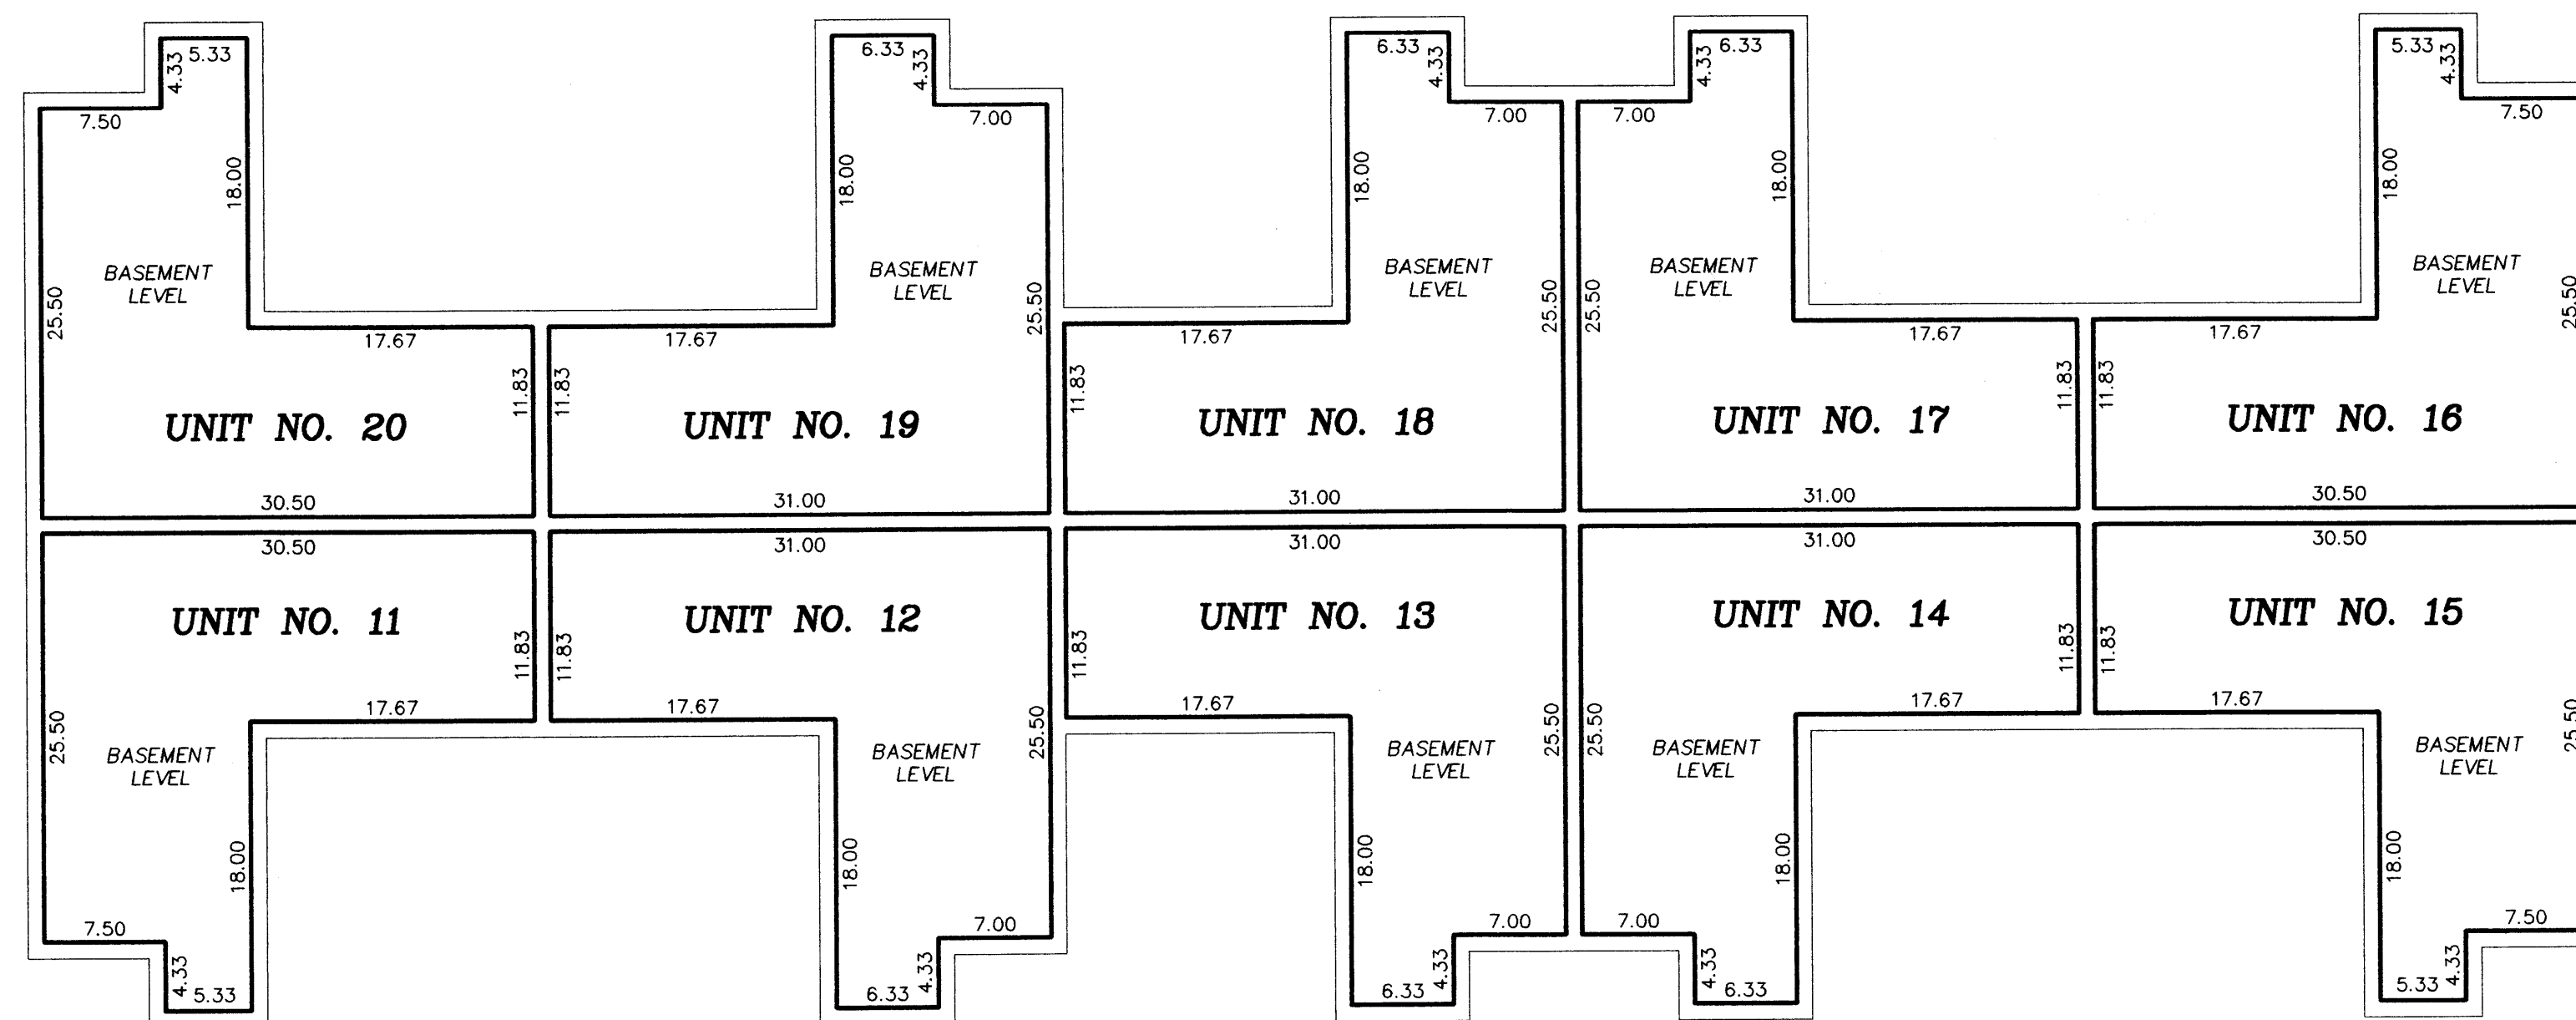 5.33
4.33
7.50
18.00
BASEMENT
LEVEL
25.50
17.67
11.83
UNIT NO. 20
30.50
6.33
4.33
7.00
18.00
BASEMENT
LEVEL
25.50
17.67
11.83
UNIT NO. 19
31.00
6.33
4.33
7.00
18.00
BASEMENT
LEVEL
25.50
17.67
11.83
UNIT NO. 18
31.00
6.33
4.33
7.00
18.00
BASEMENT
LEVEL
25.50
17.67
11.83
UNIT NO. 17
31.00
5.33
4.33
7.50
18.00
BASEMENT
LEVEL
25.50
17.67
11.83
UNIT NO. 16
30.50
30.50
UNIT NO. 11
11.83
17.67
25.50
BASEMENT
LEVEL
18.00
7.50
4.33
5.33
31.00
UNIT NO. 12
11.83
17.67
25.50
BASEMENT
LEVEL
18.00
7.00
4.33
6.33
31.00
UNIT NO. 13
11.83
17.67
25.50
BASEMENT
LEVEL
18.00
7.00
4.33
6.33
31.00
UNIT NO. 14
11.83
17.67
25.50
BASEMENT
LEVEL
18.00
7.00
4.33
6.33
30.50
UNIT NO. 15
11.83
17.67
25.50
BASEMENT
LEVEL
18.00
7.50
4.33
5.33